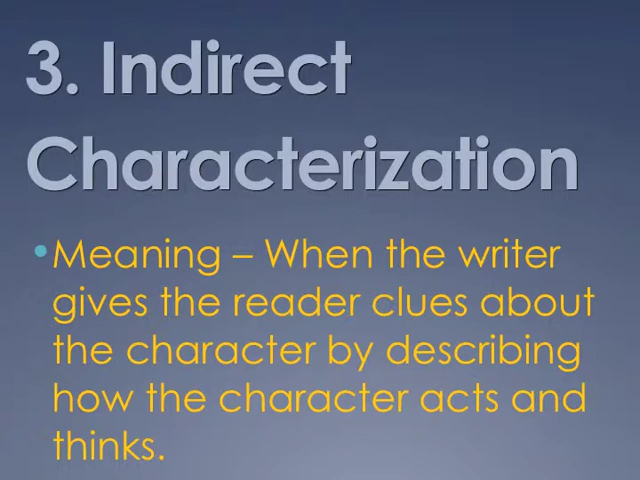 3. Indirect
Characterization
•Meaning – When the writer
gives the reader clues about
the character by describing
how the character acts and
thinks.